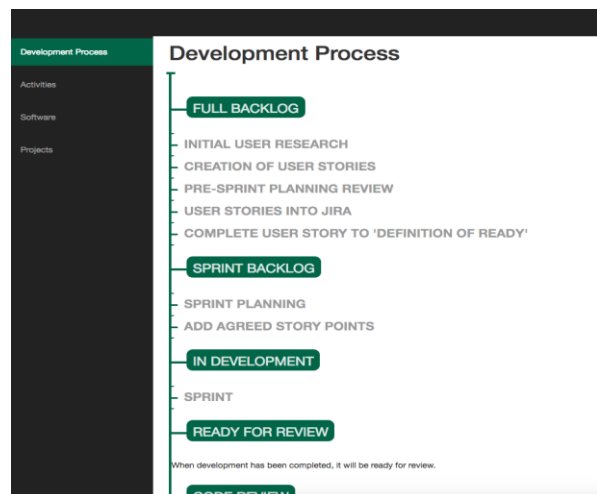 Development Process
Activities
Software
Projects
Development Process
FULL BACKLOG
INITIAL USER RESEARCH
CREATION OF USER STORIES
PRE-SPRINT PLANNING REVIEW
USER STORIES INTO JIRA
COMPLETE USER STORY TO 'DEFINITION OF READY'
SPRINT BACKLOG
SPRINT PLANNING
ADD AGREED STORY POINTS
IN DEVELOPMENT
SPRINT
READY FOR REVIEW
When development has been completed, it will be ready for review.
CODE REVIEW